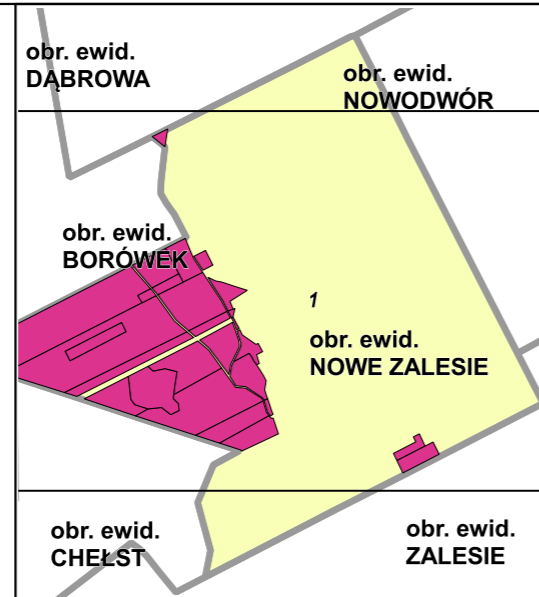 obr. ewid.
DĄBROWA
obr. ewid.
NOWODWÓR
obr. ewid.
BORÓWEK
1
obr. ewid.
NOWE ZALESIE
obr. ewid.
CHEŁST
obr. ewid.
ZALESIE